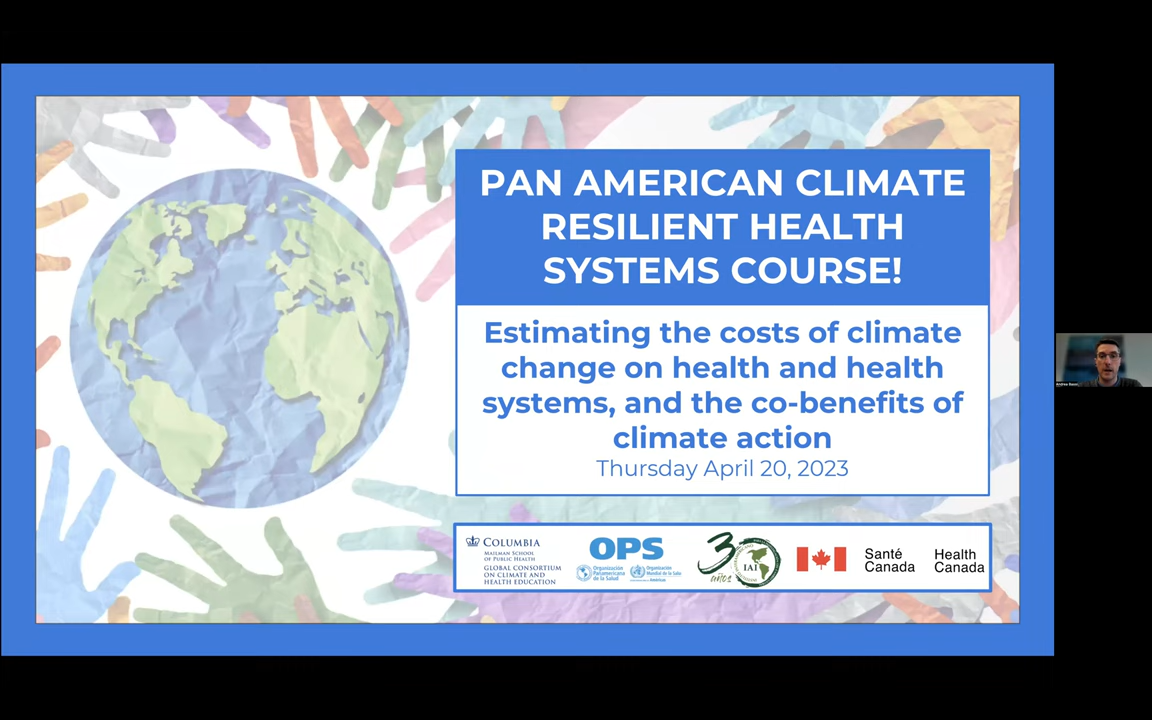 PAN AMERICAN CLIMATE
RESILIENT HEALTH
SYSTEMS COURSE!
Estimating the costs of climate
change on health and health
systems, and the co-benefits of
climate action
Thursday April 20, 2023
COLUMBIA
MAILMAN SCHOOL
OF PUBLIC HEALTH
GLOBAL CONSORTIUM
ON CLIMATE AND
HEALTH EDUCATION
OPS
Organización
Panamericana
de la Salud
Organización
Mundial de la Salud
30
años
IAI
Santé
Canada
Health
Canada